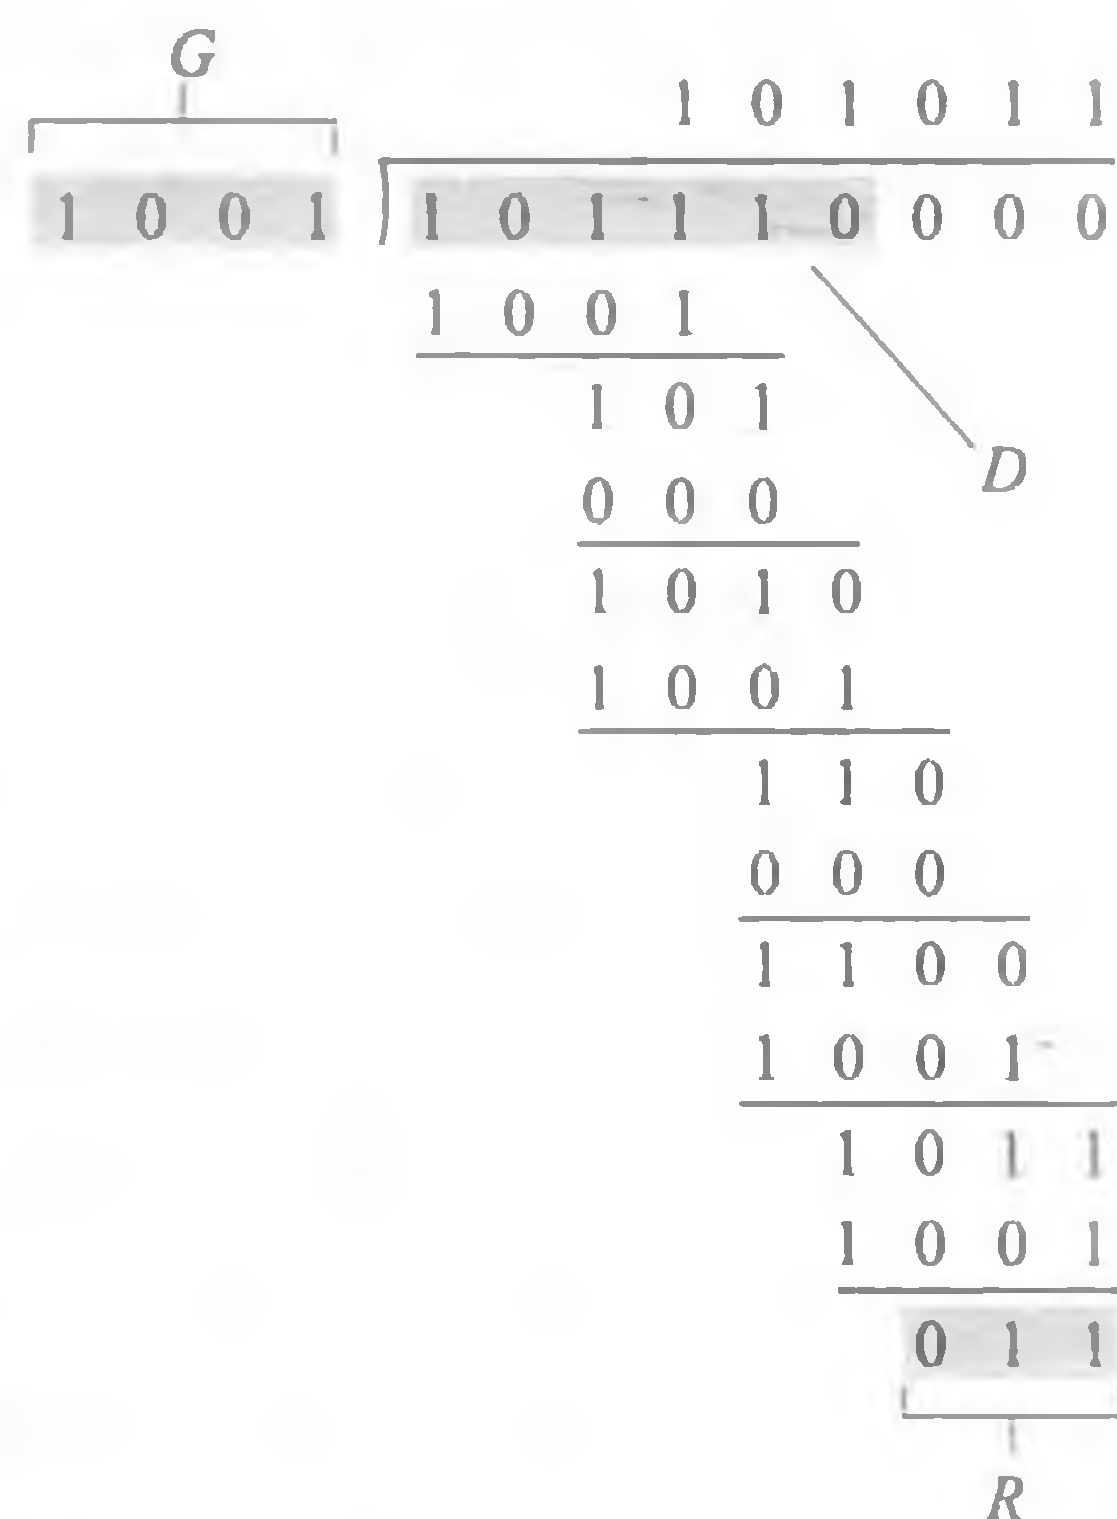 G
1 0 1 0 1 1
1 0 0 1 1 0 1 1 1 0 0 0 0
1 0 0 1
1 0 1
D
0 0 0
1 0 1 0
1 0 0 1
1 1 0
0 0 0
1 1 0 0
1 0 0 1
1 0 1 1
1 0 0 1
0 1 1
R